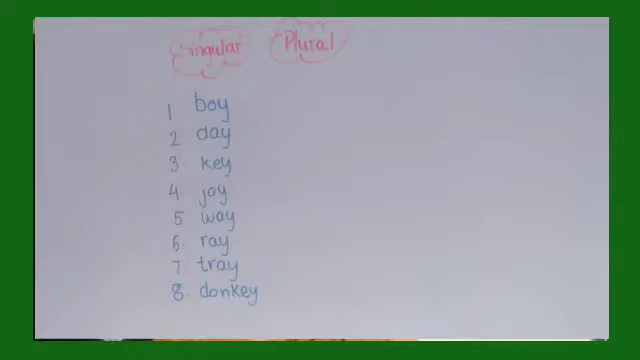 Singular Plural
1 boy
2 day
3. key
4. joy
5 way
6. ray
7 tray
8. donkey